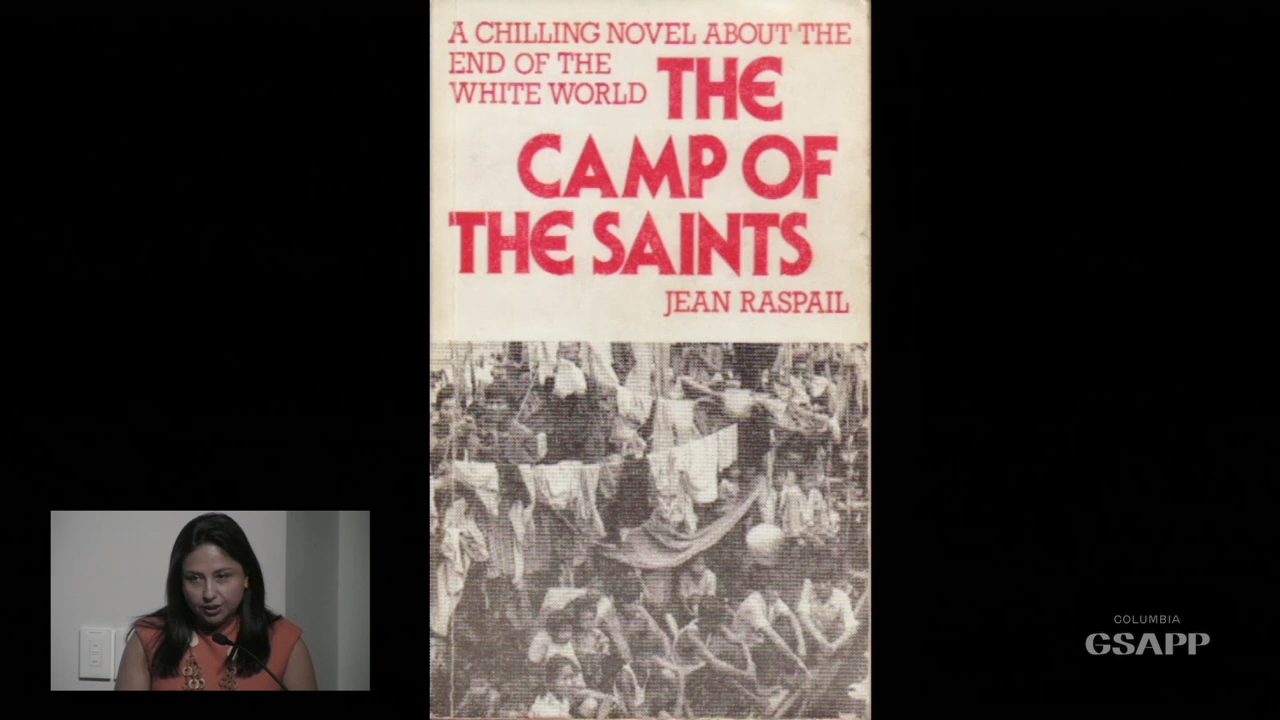 A CHILLING NOVEL ABOUT THE
END OF THE
WHITE WORLD
THE
CAMP OF
THE SAINTS
JEAN RASPAIL
COLUMBIA
GSAPP